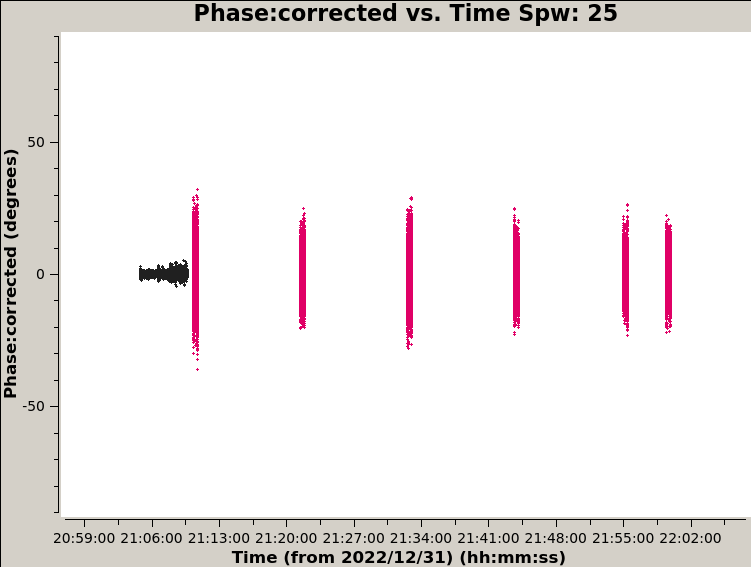 Phase:corrected vs. Time Spw: 25
Phase:corrected (degrees)
50
0
-50
20:59:00 21:06:00 21:13:00 21:20:00 21:27:00 21:34:00 21:41:00 21:48:00 21:55:00 22:02:00
Time (from 2022/12/31) (hh:mm:ss)